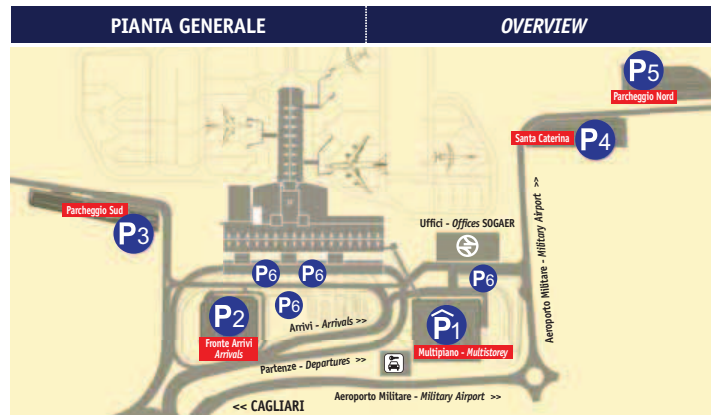 PIANTA GENERALE
OVERVIEW
P5
Parcheggio Nord
Santa Caterina
P4
Parcheggio Sud
P3
Uffici - Offices SOGAER
Aeroporto Militare - Military Airport >>
P6
P6
P6
P6
P2
Fronte Arrivi
Arrivals
Arrivi - Arrivals >>
P1
Multipiano - Multistorey
Partenze - Departures >>
Aeroporto Militare - Military Airport >>
<< CAGLIARI